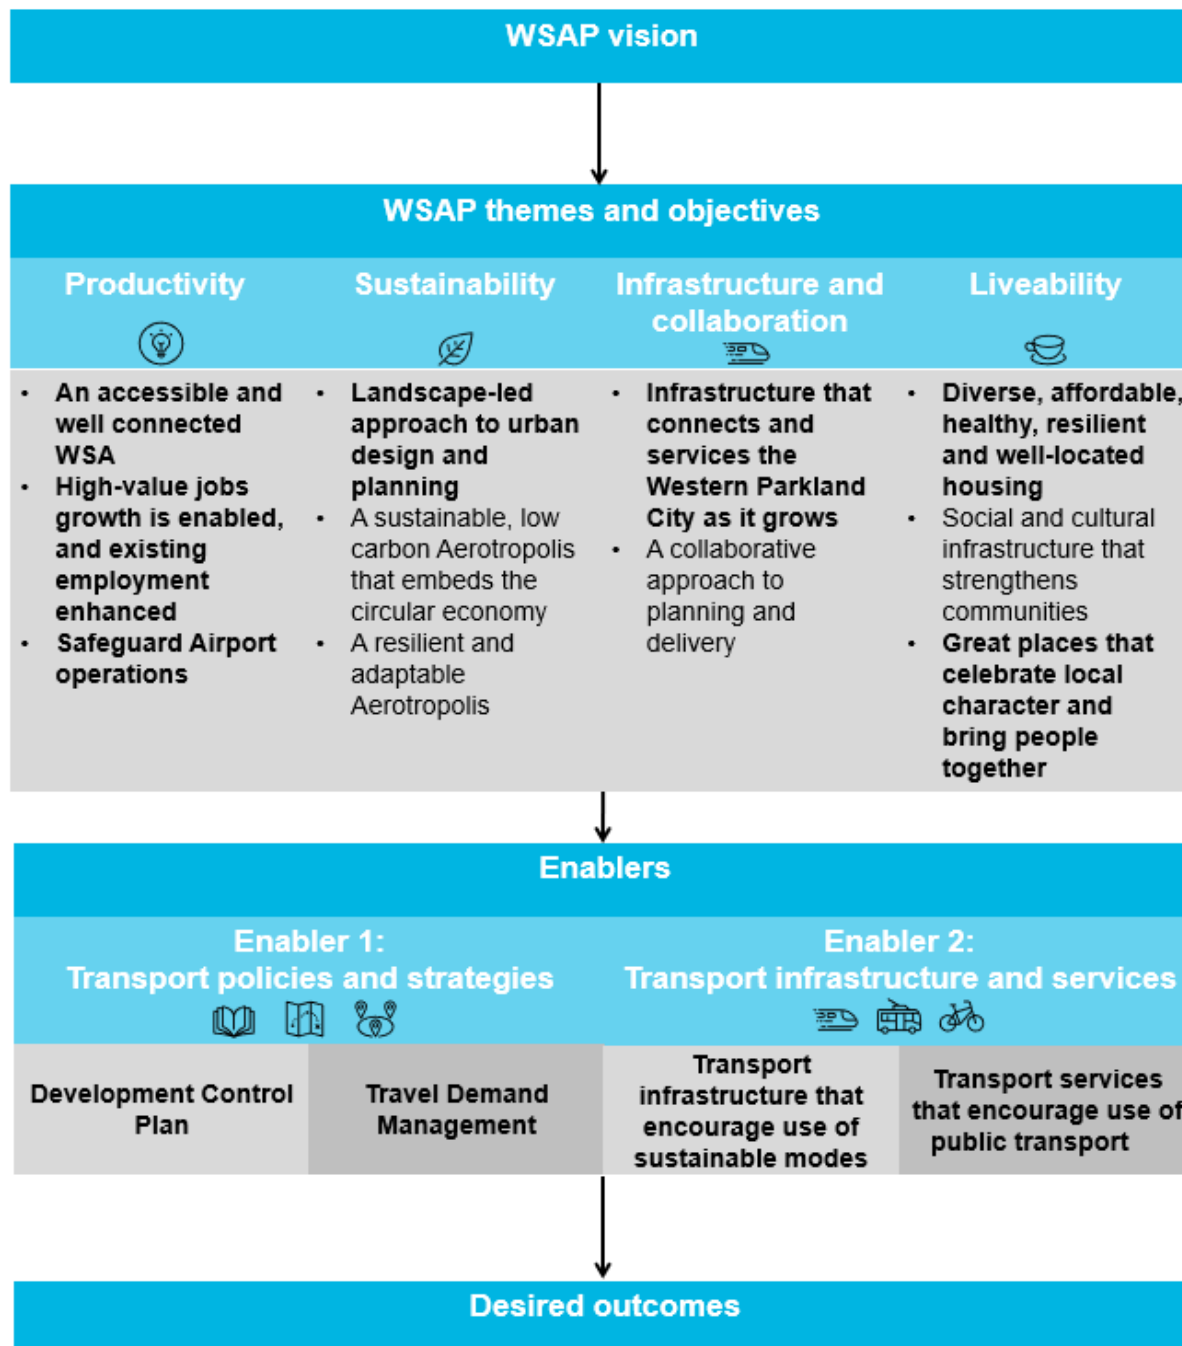 WSAP vision
WSAP themes and objectives
Productivity
• An accessible and
well connected
WSA
• High-value jobs
growth is enabled,
and existing
employment
enhanced
• Safeguard Airport
operations
Sustainability
• Landscape-led
approach to urban
design and
planning
• A sustainable, low
carbon Aerotropolis
that embeds the
circular economy
• A resilient and
adaptable
Aerotropolis
Infrastructure and
collaboration
• Infrastructure that
connects and
services the
Western Parkland
City as it grows
• A collaborative
approach to
planning and
delivery
Liveability
• Diverse, affordable,
healthy, resilient
and well-located
housing
• Social and cultural
infrastructure that
strengthens
communities
• Great places that
celebrate local
character and
bring people
together
Enablers
Enabler 1:
Transport policies and strategies
Development Control
Plan
Travel Demand
Management
Enabler 2:
Transport infrastructure and services
Transport
infrastructure that
encourage use of
sustainable modes
Transport services
that encourage use of
public transport
Desired outcomes